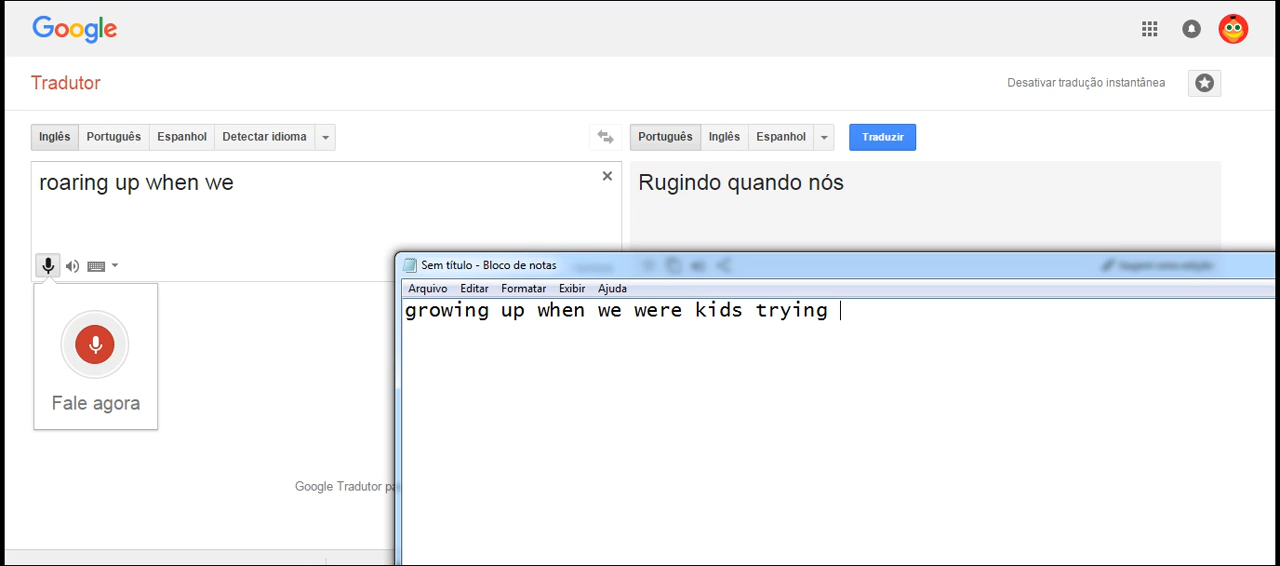 Google
Tradutor
Desativar tradução instantânea
Inglês Português Espanhol Detectar idioma
Português Inglês Espanhol Traduzir
roaring up when we
Rugindo quando nós
Sem título - Bloco de notas
Arquivo Editar Formatar Exibir Ajuda
growing up when we were kids trying
Fale agora
Google Tradutor pa